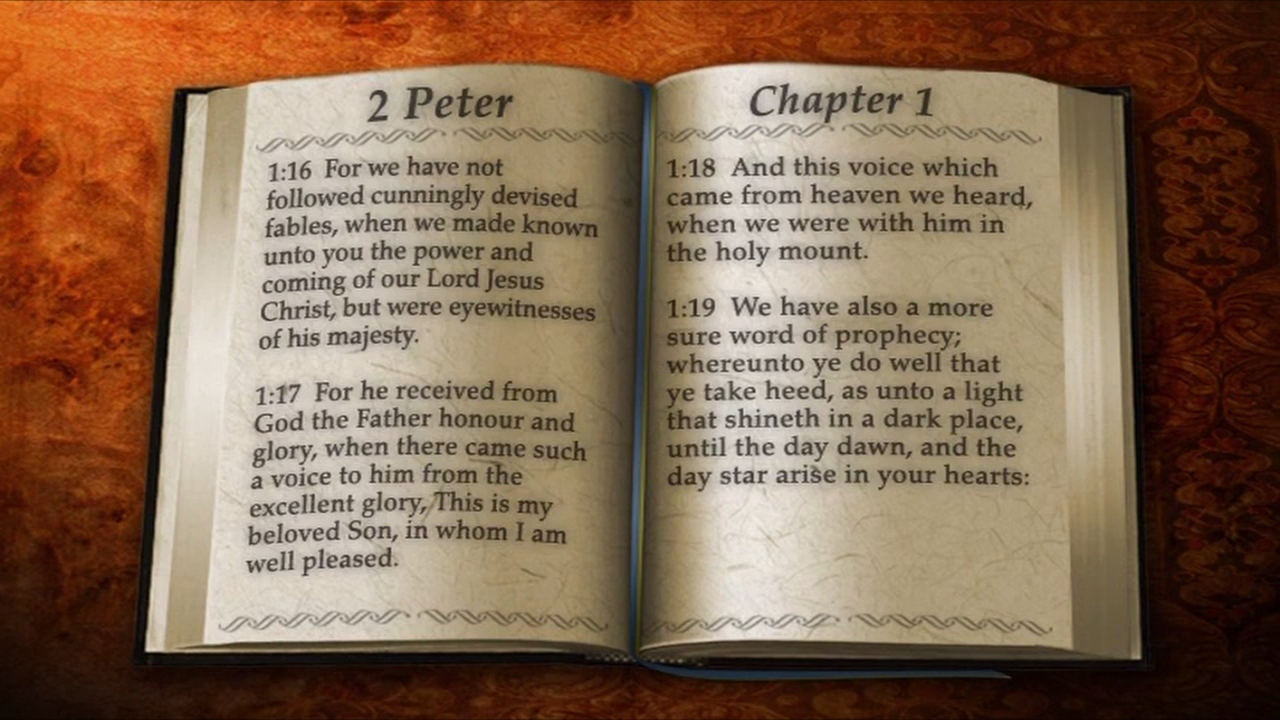 2 Peter
1:16 For we have not
followed cunningly devised
fables, when we made known
unto you the power and
coming of our Lord Jesus
Christ, but were eyewitnesses
of his majesty.
1:17 For he received from
God the Father honour and
glory, when there came such
a voice to him from the
excellent glory, This is my
beloved Son, in whom I am
well pleased.
Chapter 1
1:18 And this voice which
came from heaven we heard,
when we were with him in
the holy mount.
1:19 We have also a more
sure word of prophecy;
whereunto ye do well that
ye take heed, as unto a light
that shineth in a dark place,
until the day dawn, and the
day star arise in your hearts: